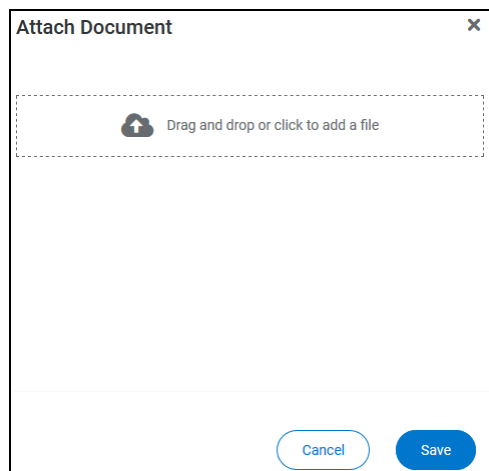 Attach Document
Drag and drop or click to add a file
Cancel Save